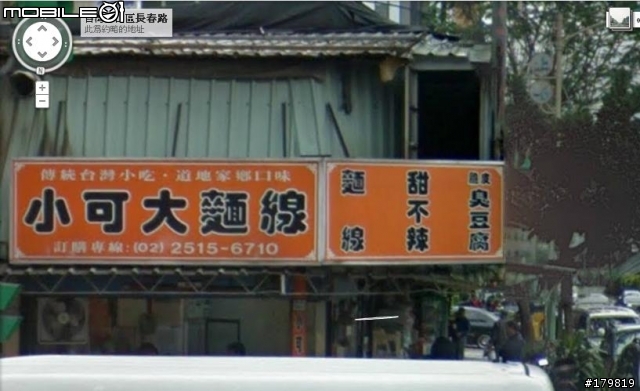 MOBILE01
區長春路
此為約略的地址
N
傳統台灣小吃·道地家鄉口味
小可大麵線
訂購專線:(02) 2515-6710
麵線
甜不辣
臭豆腐
#179819